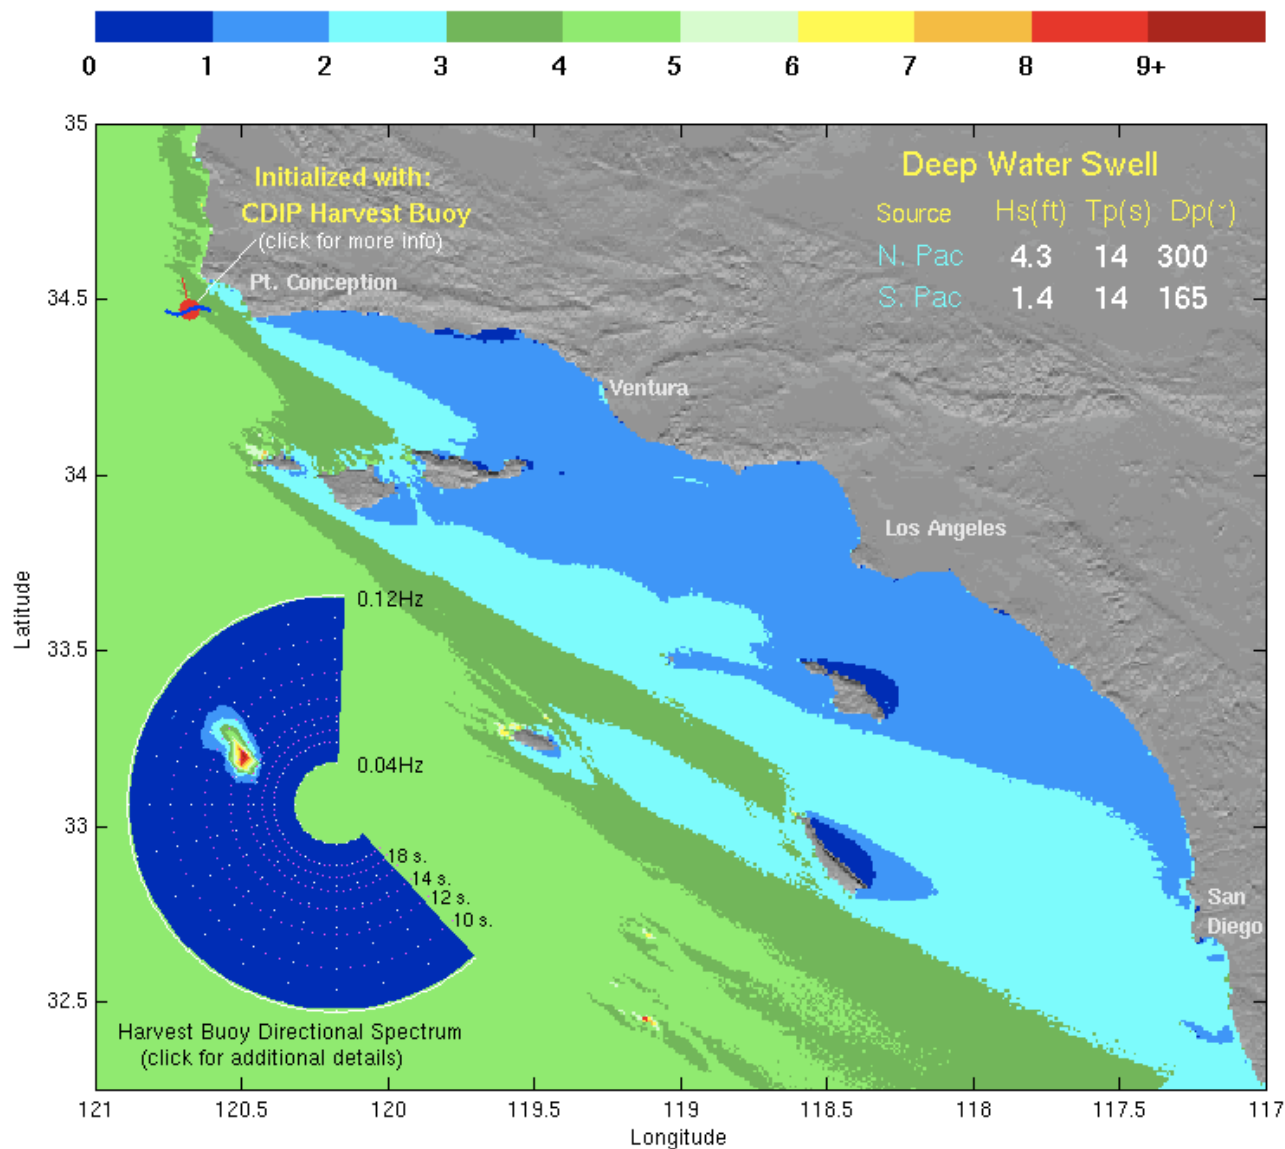 0 1 2 3 4 5 6 7 8 9+
35
Initialized with:
CDIP Harvest Buoy
(click for more info)
Pt. Conception
Deep Water Swell
Source Hs(ft) Tp(s) Dp(˘)
N. Pac 4.3 14 300
S. Pac 1.4 14 165
34.5
Ventura
34
Los Angeles
Latitude
33.5
0.12Hz
0.04Hz
33
18 s.
14 s.
12 s.
10 s.
San
Diego
32.5
Harvest Buoy Directional Spectrum
(click for additional details)
121 120.5 120 119.5 119 118.5 118 117.5 117
Longitude